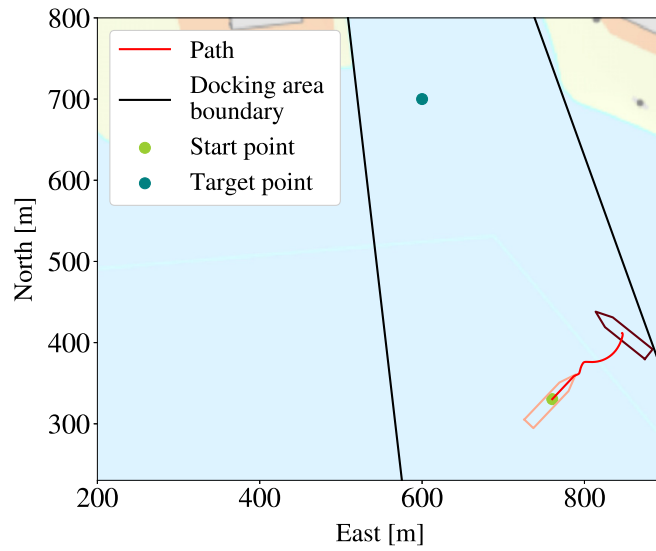 800
700
600
500
400
300
North [m]
Path
Docking area
boundary
Start point
Target point
200
400
600
800
East [m]